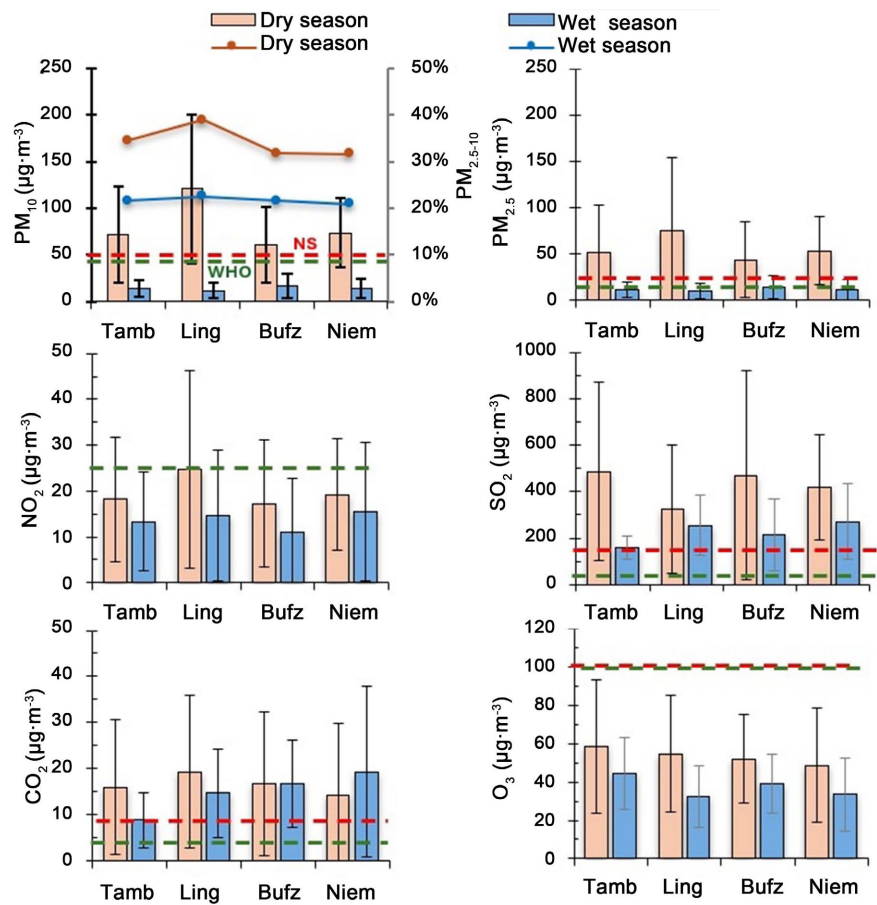 Dry season
Wet season
Dry season
Wet season
250
200
150
100
50
0
PM10 (µg·m-3)
50%
40%
30%
20%
10%
0%
PM2.5-10
NS
WHO
Tamb Ling Bufz Niem
250
200
150
100
50
0
PM2.5 (µg·m-3)
Tamb Ling Bufz Niem
50
40
30
20
10
0
NO2 (µg·m-3)
Tamb Ling Bufz Niem
1000
800
600
400
200
0
SO2 (µg·m-3)
Tamb Ling Bufz Niem
50
40
30
20
10
0
CO2 (µg·m-3)
Tamb Ling Bufz Niem
120
100
80
60
40
20
0
O3 (µg·m-3)
Tamb Ling Bufz Niem